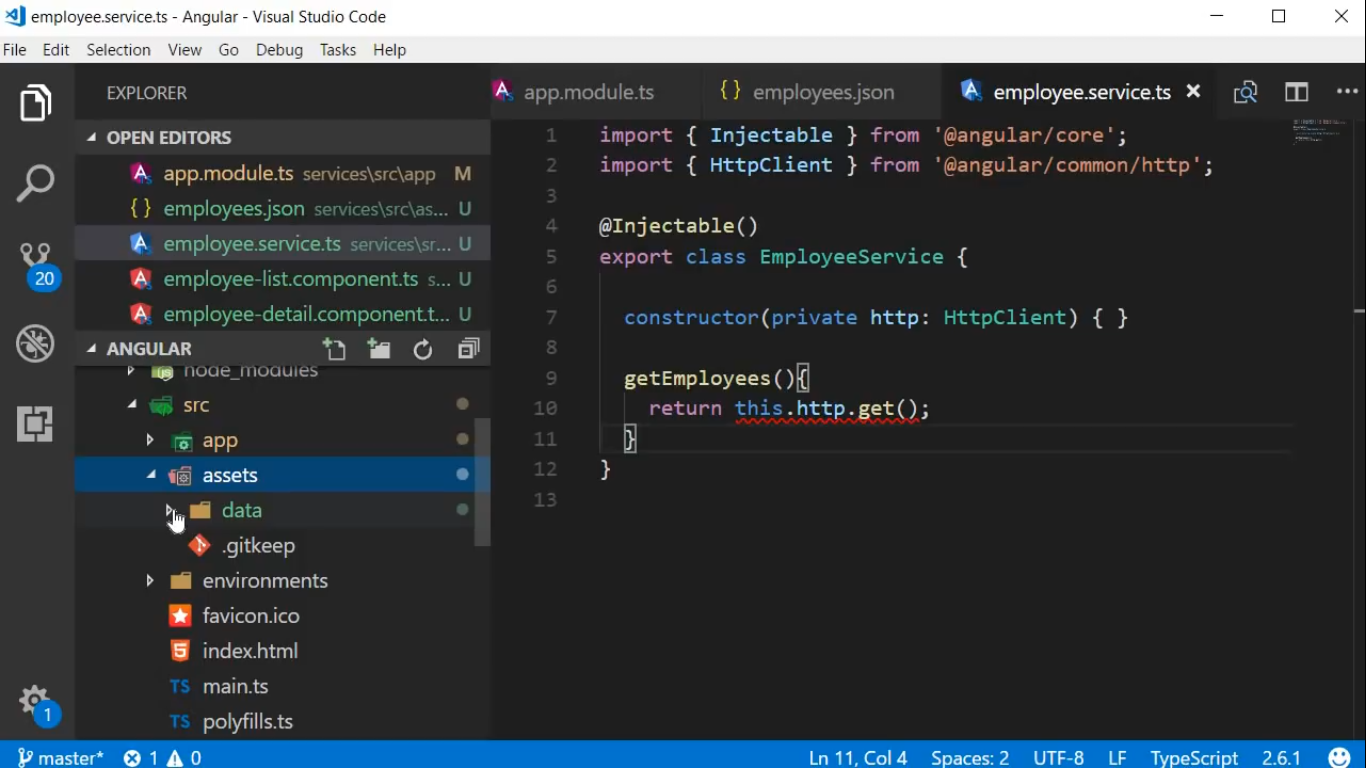 employee.service.ts - Angular - Visual Studio Code
File Edit Selection View Go Debug Tasks Help
EXPLORER
OPEN EDITORS
app.module.ts services\src\app M
employees.json services\src\as... U
employee.service.ts services\sr... U
employee-list.component.ts s... U
employee-detail.component.t... U
ANGULAR
node_modules
src
app
assets
data
.gitkeep
environments
favicon.ico
index.html
TS main.ts
TS polyfills.ts
20
1
app.module.ts { } employees.json employee.service.ts
1 import { Injectable } from '@angular/core';
2 import { HttpClient } from '@angular/common/http';
3
4 @Injectable()
5 export class EmployeeService {
6
7 constructor(private http: HttpClient) { }
8
9 getEmployees(){
10 return this.http.get();
11 }
12 }
13
master* 1 0 Ln 11, Col 4 Spaces: 2 UTF-8 LF TypeScript 2.6.1